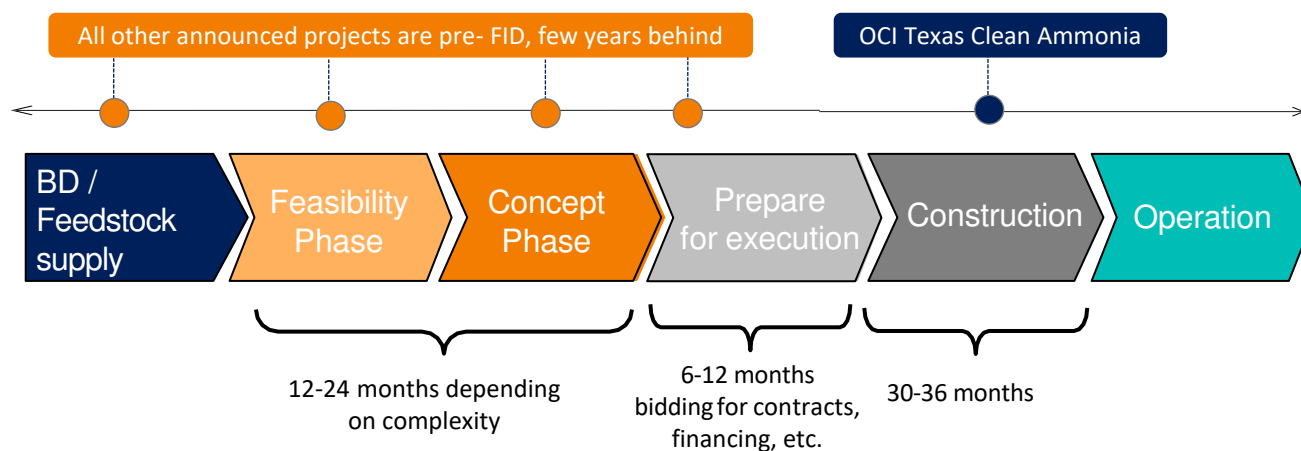 All other announced projects are pre- FID, few years behind
OCI Texas Clean Ammonia
BD /
Feedstock
supply
Feasibility
Phase
Concept
Phase
Prepare
for execution
Construction
Operation
12-24 months depending
on complexity
6-12 months
bidding for contracts,
financing, etc.
30-36 months